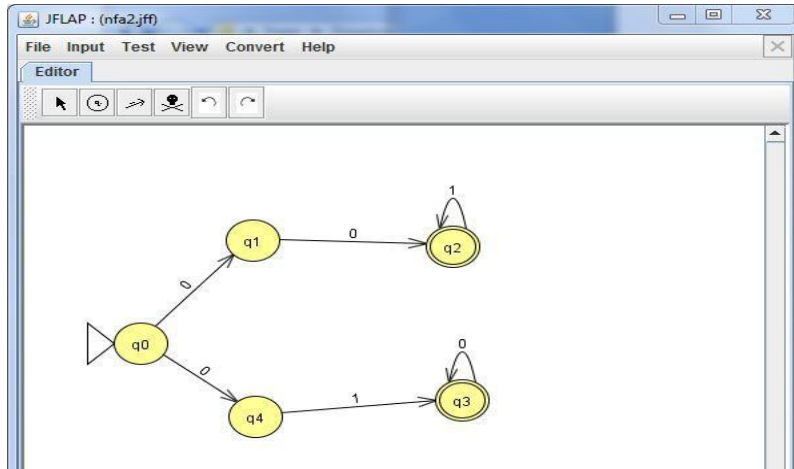 JFLAP : (nfa2.jff)
File Input Test View Convert Help
Editor
1
q1
0
q2
0
q0
0
0
q4
1
q3